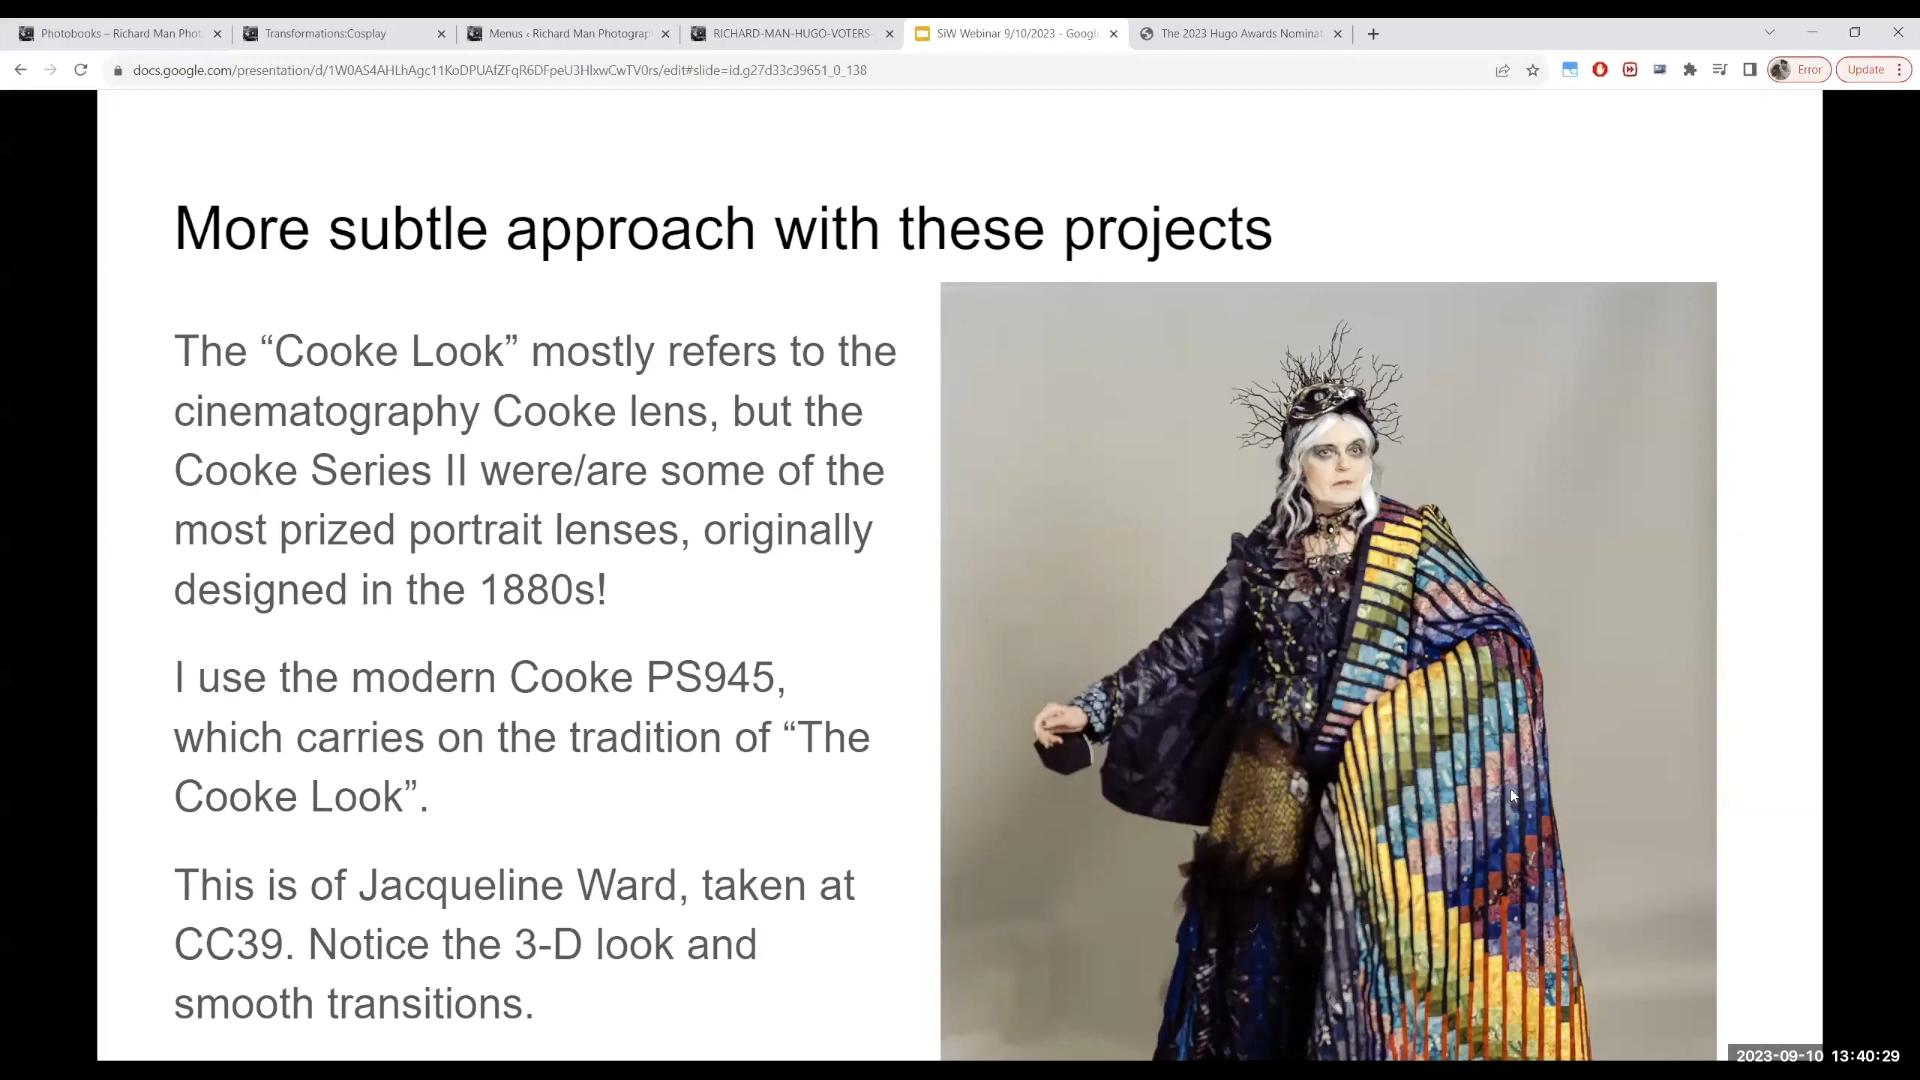 Photobooks – Richard Man Phot
Transformations:Cosplay
Menus ‹ Richard Man Photograp
RICHARD-MAN-HUGO-VOTERS-
SiW Webinar 9/10/2023 - Google
The 2023 Hugo Awards Nominat
docs.google.com/presentation/d/1W0AS4AHLhAgc11KoDPUAfZFqR6DFpeU3HlxwCwTV0rs/edit#slide=id.g27d33c39651_0_138
Error
Update
More subtle approach with these projects
The “Cooke Look” mostly refers to the
cinematography Cooke lens, but the
Cooke Series II were/are some of the
most prized portrait lenses, originally
designed in the 1880s!
I use the modern Cooke PS945,
which carries on the tradition of “The
Cooke Look”.
This is of Jacqueline Ward, taken at
CC39. Notice the 3-D look and
smooth transitions.
2023-09-10 13:40:29